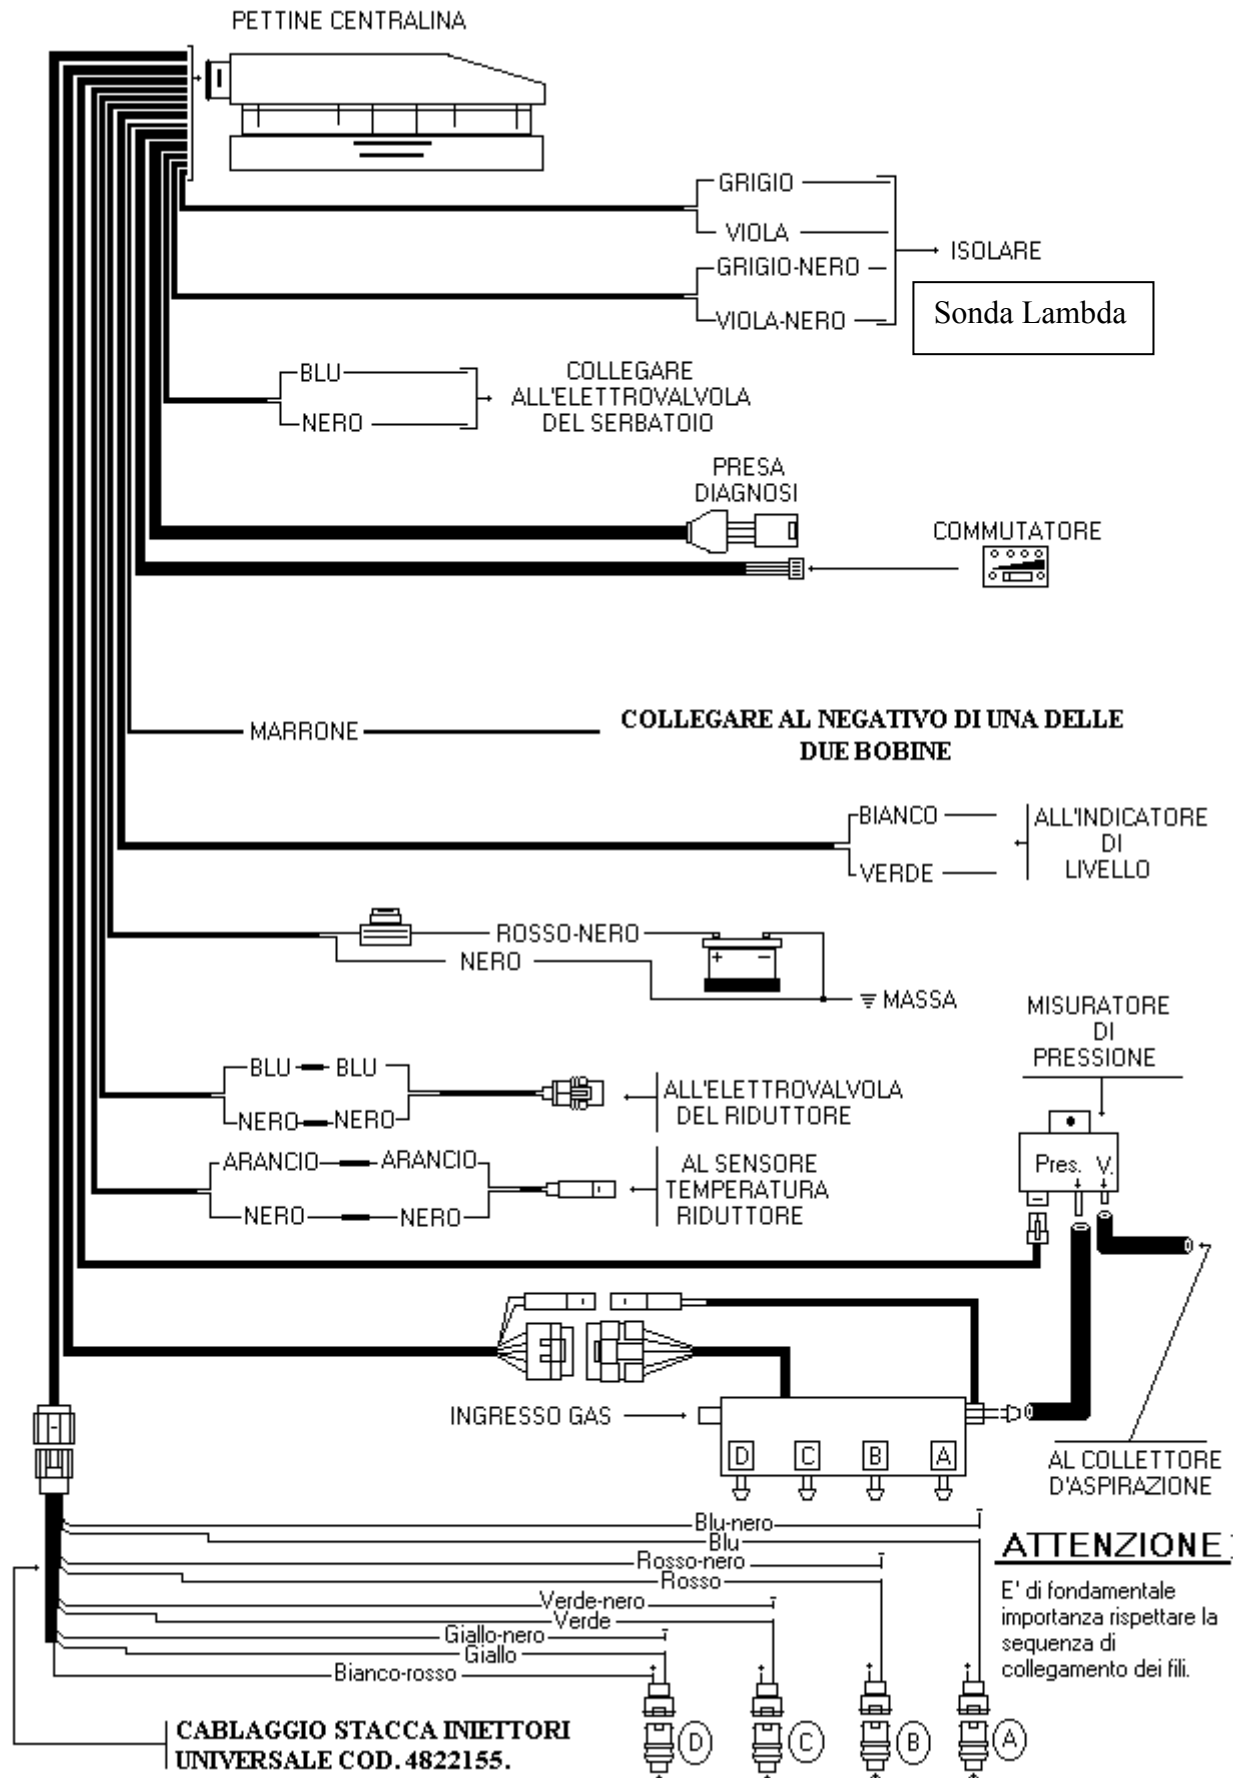 PETTINE CENTRALINA
GRIGIO
VIOLA
ISOLARE
GRIGIO-NERO
VIOLA-NERO
Sonda Lambda
BLU
NERO
COLLEGARE
ALL'ELETTROVALVOLA
DEL SERBATOIO
PRESA
DIAGNOSI
COMMUTATORE
MARRONE
COLLEGARE AL NEGATIVO DI UNA DELLE
DUE BOBINE
BIANCO
VERDE
ALL'INDICATORE
DI
LIVELLO
ROSSO-NERO
NERO
+ −
MASSA
MISURATORE
DI
PRESSIONE
BLU BLU
NERO NERO
ALL'ELETTROVALVOLA
DEL RIDUTTORE
Pres. V.
ARANCIO ARANCIO
NERO NERO
AL SENSORE
TEMPERATURA
RIDUTTORE
INGRESSO GAS
D C B A
AL COLLETTORE
D'ASPIRAZIONE
Blu-nero
Blu
Rosso-nero
Rosso
Verde-nero
Verde
Giallo-nero
Giallo
Bianco-rosso
ATTENZIONE:
E' di fondamentale
importanza rispettare la
sequenza di
collegamento dei fili.
CABLAGGIO STACCA INIETTORI
UNIVERSALE COD. 4822155.
D C B A